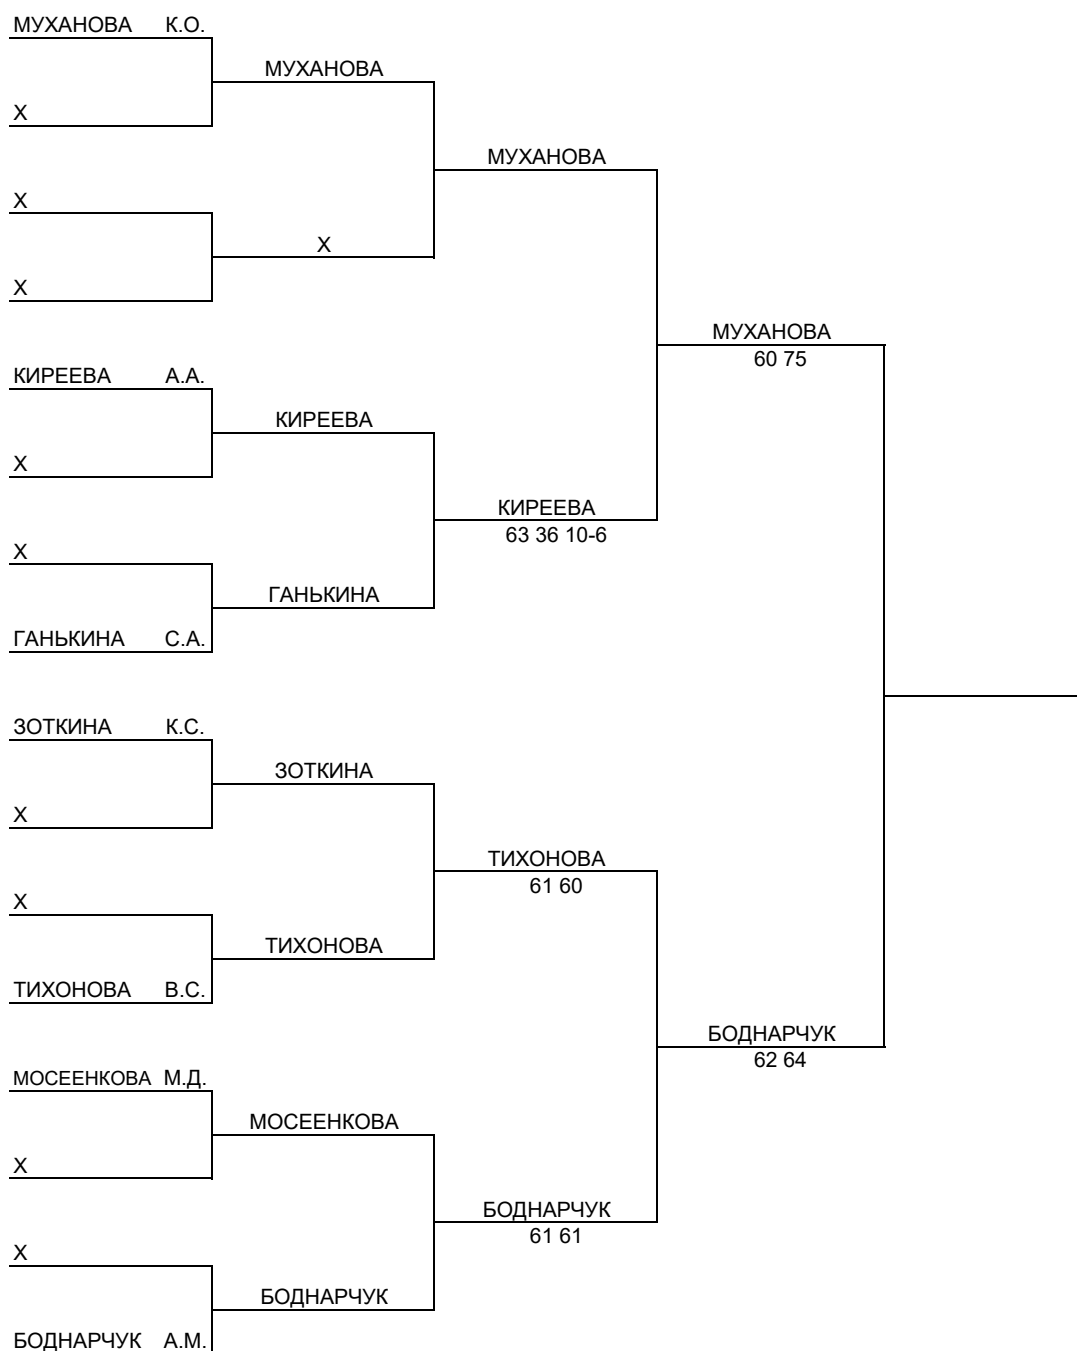 МУХАНОВА К.О.
МУХАНОВА
Х
МУХАНОВА
Х
Х
Х
МУХАНОВА
60 75
КИРЕЕВА А.А.
КИРЕЕВА
Х
КИРЕЕВА
63 36 10-6
Х
ГАНЬКИНА
ГАНЬКИНА С.А.
ЗОТКИНА К.С.
ЗОТКИНА
Х
ТИХОНОВА
61 60
Х
ТИХОНОВА
ТИХОНОВА В.С.
БОДНАРЧУК
62 64
МОСЕЕНКОВА М.Д.
МОСЕЕНКОВА
Х
БОДНАРЧУК
61 61
Х
БОДНАРЧУК
БОДНАРЧУК А.М.